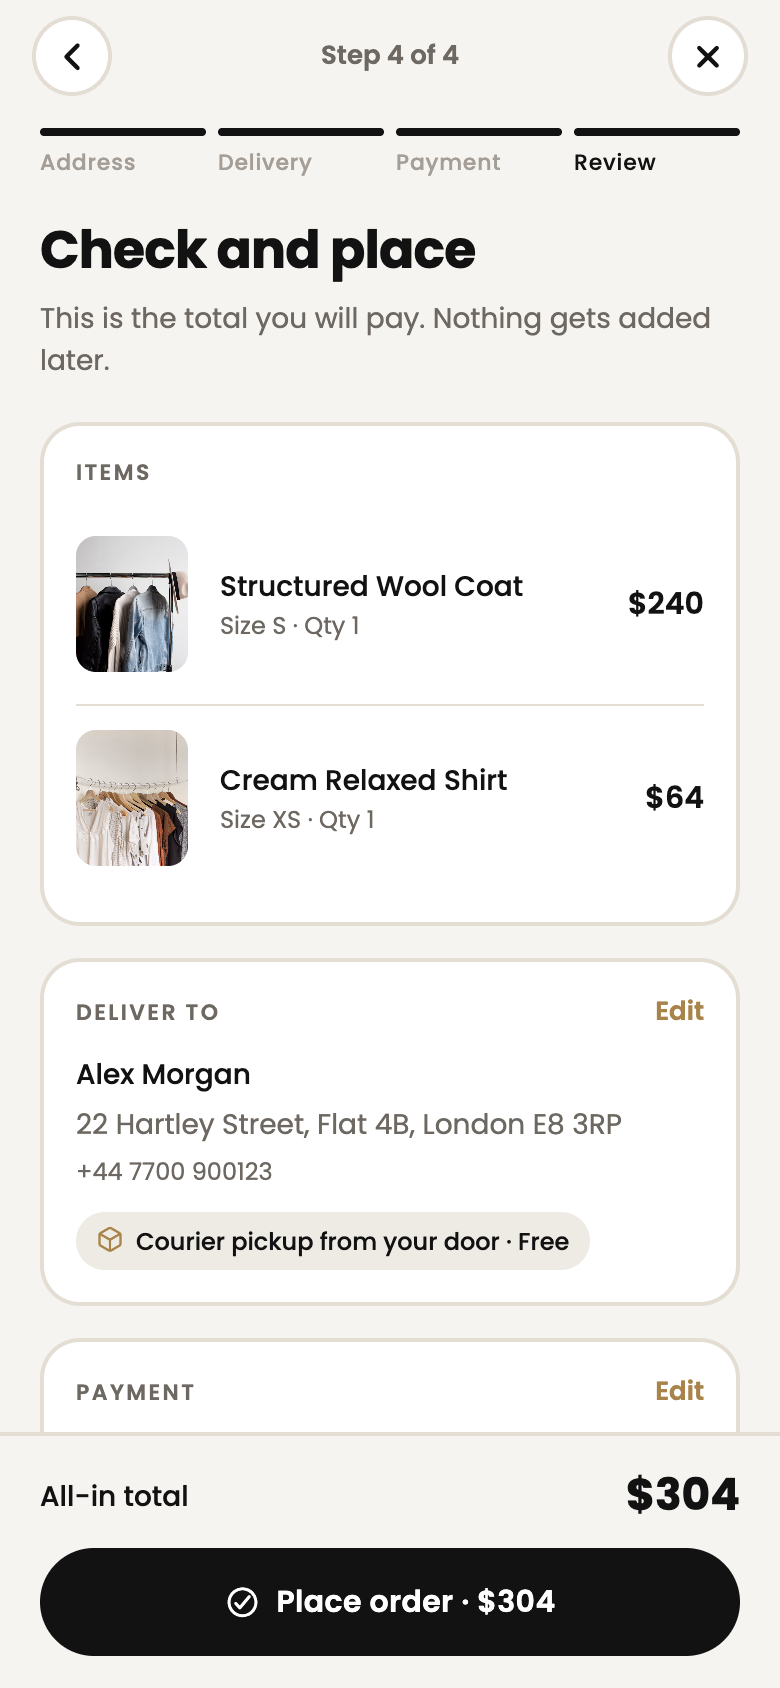 Step 4 of 4
Address
Delivery
Payment
Review
Check and place
This is the total you will pay. Nothing gets added
later.
ITEMS
Structured Wool Coat
Size S · Qty 1
$240
Cream Relaxed Shirt
Size XS · Qty 1
$64
DELIVER TO
Edit
Alex Morgan
22 Hartley Street, Flat 4B, London E8 3RP
+44 7700 900123
Courier pickup from your door · Free
PAYMENT
Edit
All-in total
$304
Place order · $304